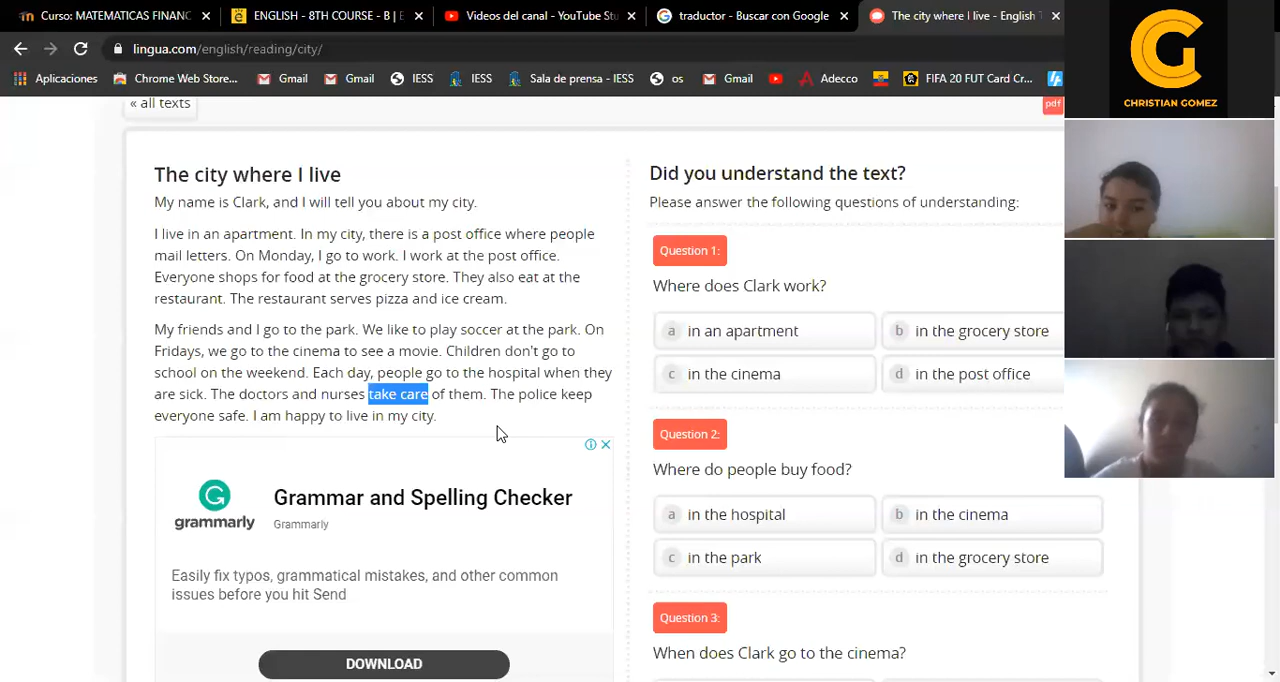 Curso: MATEMATICAS FINANC
ENGLISH - 8TH COURSE - B | E
Videos del canal - YouTube Stu
traductor - Buscar con Google
The city where I live - English T
lingua.com/english/reading/city/
Aplicaciones
Chrome Web Store...
Gmail
Gmail
IESS
IESS
Sala de prensa - IESS
os
Gmail
Adecco
FIFA 20 FUT Card Cr...
CHRISTIAN GOMEZ
« all texts
pdf
The city where I live
My name is Clark, and I will tell you about my city.
I live in an apartment. In my city, there is a post office where people
mail letters. On Monday, I go to work. I work at the post office.
Everyone shops for food at the grocery store. They also eat at the
restaurant. The restaurant serves pizza and ice cream.
My friends and I go to the park. We like to play soccer at the park. On
Fridays, we go to the cinema to see a movie. Children don't go to
school on the weekend. Each day, people go to the hospital when they
are sick. The doctors and nurses take care of them. The police keep
everyone safe. I am happy to live in my city.
grammarly
Grammar and Spelling Checker
Grammarly
Easily fix typos, grammatical mistakes, and other common
issues before you hit Send
DOWNLOAD
Did you understand the text?
Please answer the following questions of understanding:
Question 1:
Where does Clark work?
a in an apartment
b in the grocery store
c in the cinema
d in the post office
Question 2:
Where do people buy food?
a in the hospital
b in the cinema
c in the park
d in the grocery store
Question 3:
When does Clark go to the cinema?